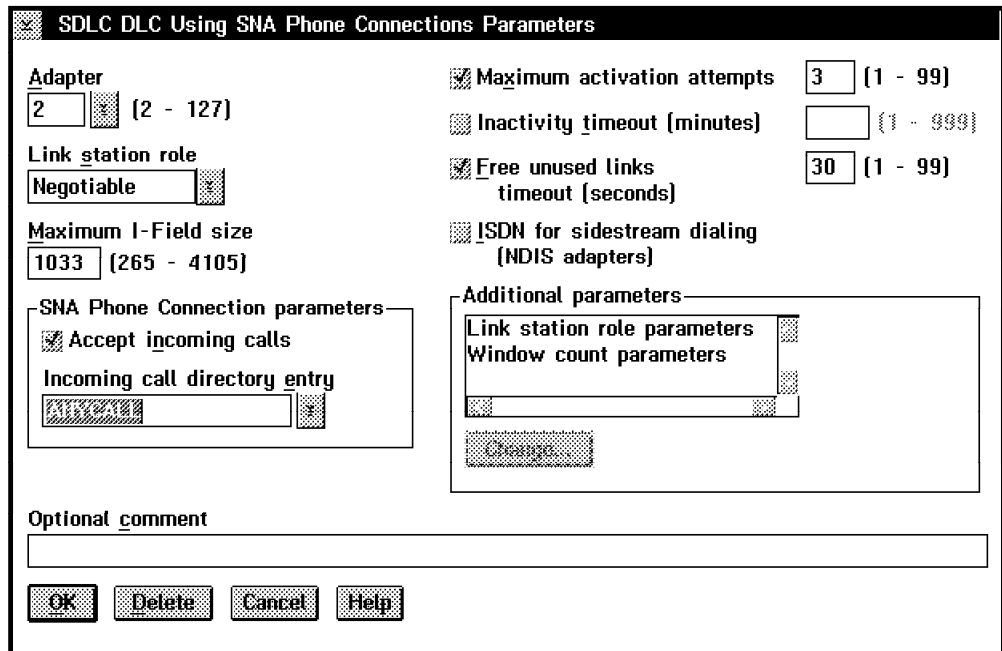 SDLC DLC Using SNA Phone Connections Parameters
Adapter
2 (2 - 127)
Link station role
Negotiable
Maximum I-Field size
1033 (265 - 4105)
SNA Phone Connection parameters
Accept incoming calls
Incoming call directory entry
ANYCALL
Maximum activation attempts 3 (1 - 99)
Inactivity timeout (minutes) (1 - 999)
Free unused links
timeout (seconds)
30 (1 - 99)
ISDN for sidestream dialing
(NDIS adapters)
Additional parameters
Link station role parameters
Window count parameters
Change...
Optional comment
OK Delete Cancel Help